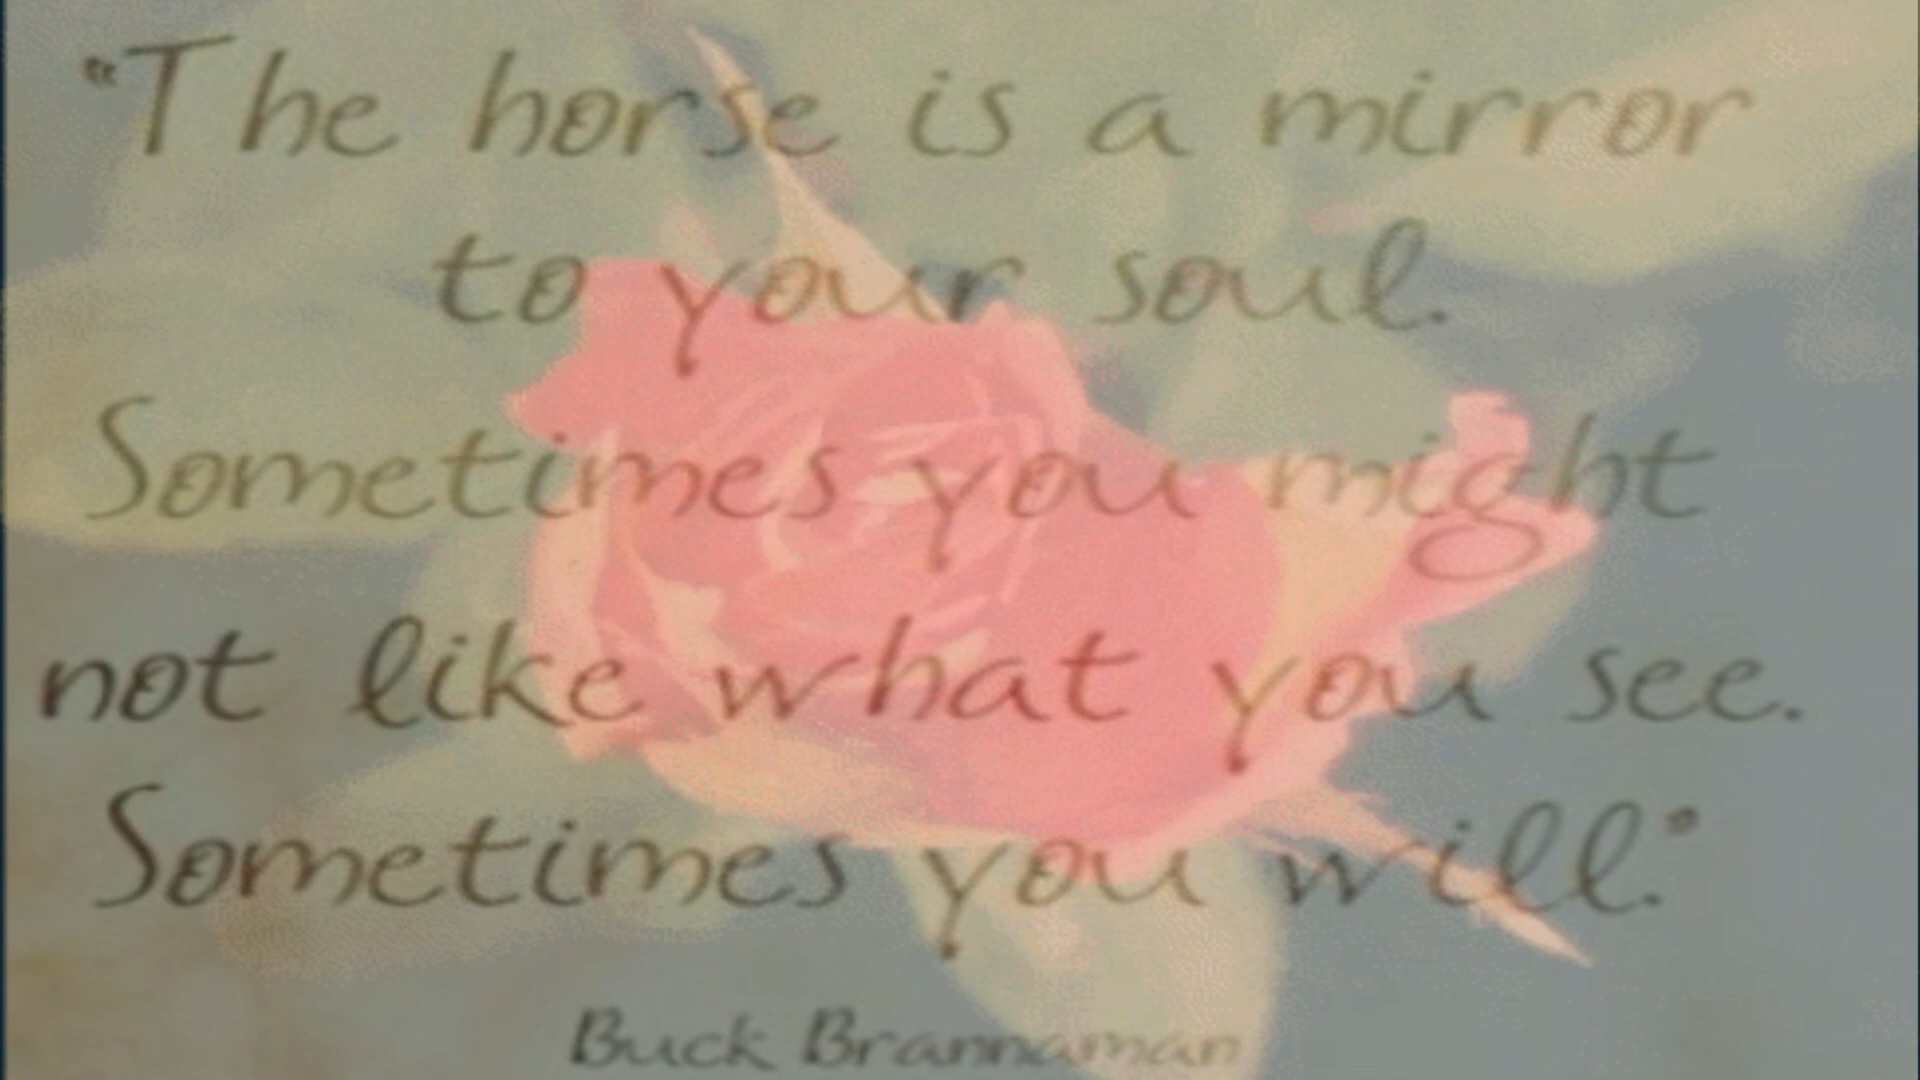 “The horse is a mirror
to your soul.
Sometimes you might
not like what you see.
Sometimes you will.”
Buck Brannaman